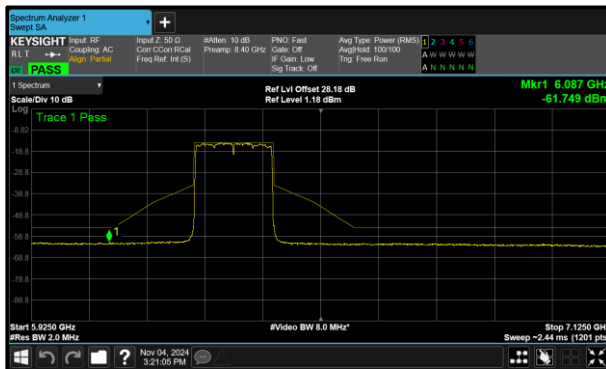 Spectrum Analyzer 1
Swept SA
+
KEYSIGHT
Input: RF
Input Z: 50 Ω
#Atten: 10 dB
PNO: Fast
Avg Type: Power (RMS)
1 2 3 4 5 6
R L T
Coupling: AC
Corr CCorr RCal
Preamp: 8.40 GHz
Gate: Off
Avg|Hold: 100/100
A W W W W W
Align: Partial
Freq Ref: Int (S)
IF Gain: Low
Trig: Free Run
Sig Track: Off
A N N N N N
PASS
1 Spectrum
Ref Lvl Offset 28.18 dB
Mkr1 6.087 GHz
Scale/Div 10 dB
Ref Level 1.18 dBm
-61.749 dBm
Log
Trace 1 Pass
-8.82
-18.8
-28.8
-38.8
-48.8
-58.8
-68.8
-78.8
-88.8
1
Start 5.9250 GHz
#Video BW 8.0 MHz*
Stop 7.1250 GHz
#Res BW 2.0 MHz
Sweep ~2.44 ms (1201 pts)
?
Nov 04, 2024
3:21:05 PM